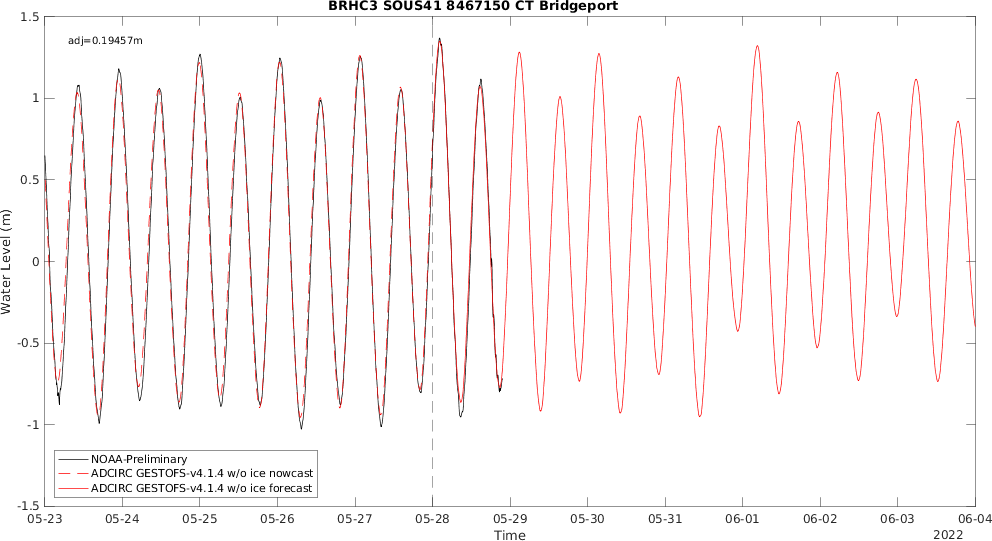 BRHC3 SOUS41 8467150 CT Bridgeport
1.5
adj=0.19457m
1
0.5
0
-0.5
-1
-1.5
Water Level (m)
NOAA-Preliminary
ADCIRC GESTOFS-v4.1.4 w/o ice nowcast
ADCIRC GESTOFS-v4.1.4 w/o ice forecast
05-23 05-24 05-25 05-26 05-27 05-28 05-29 05-30 05-31 06-01 06-02 06-03 06-04
Time
2022